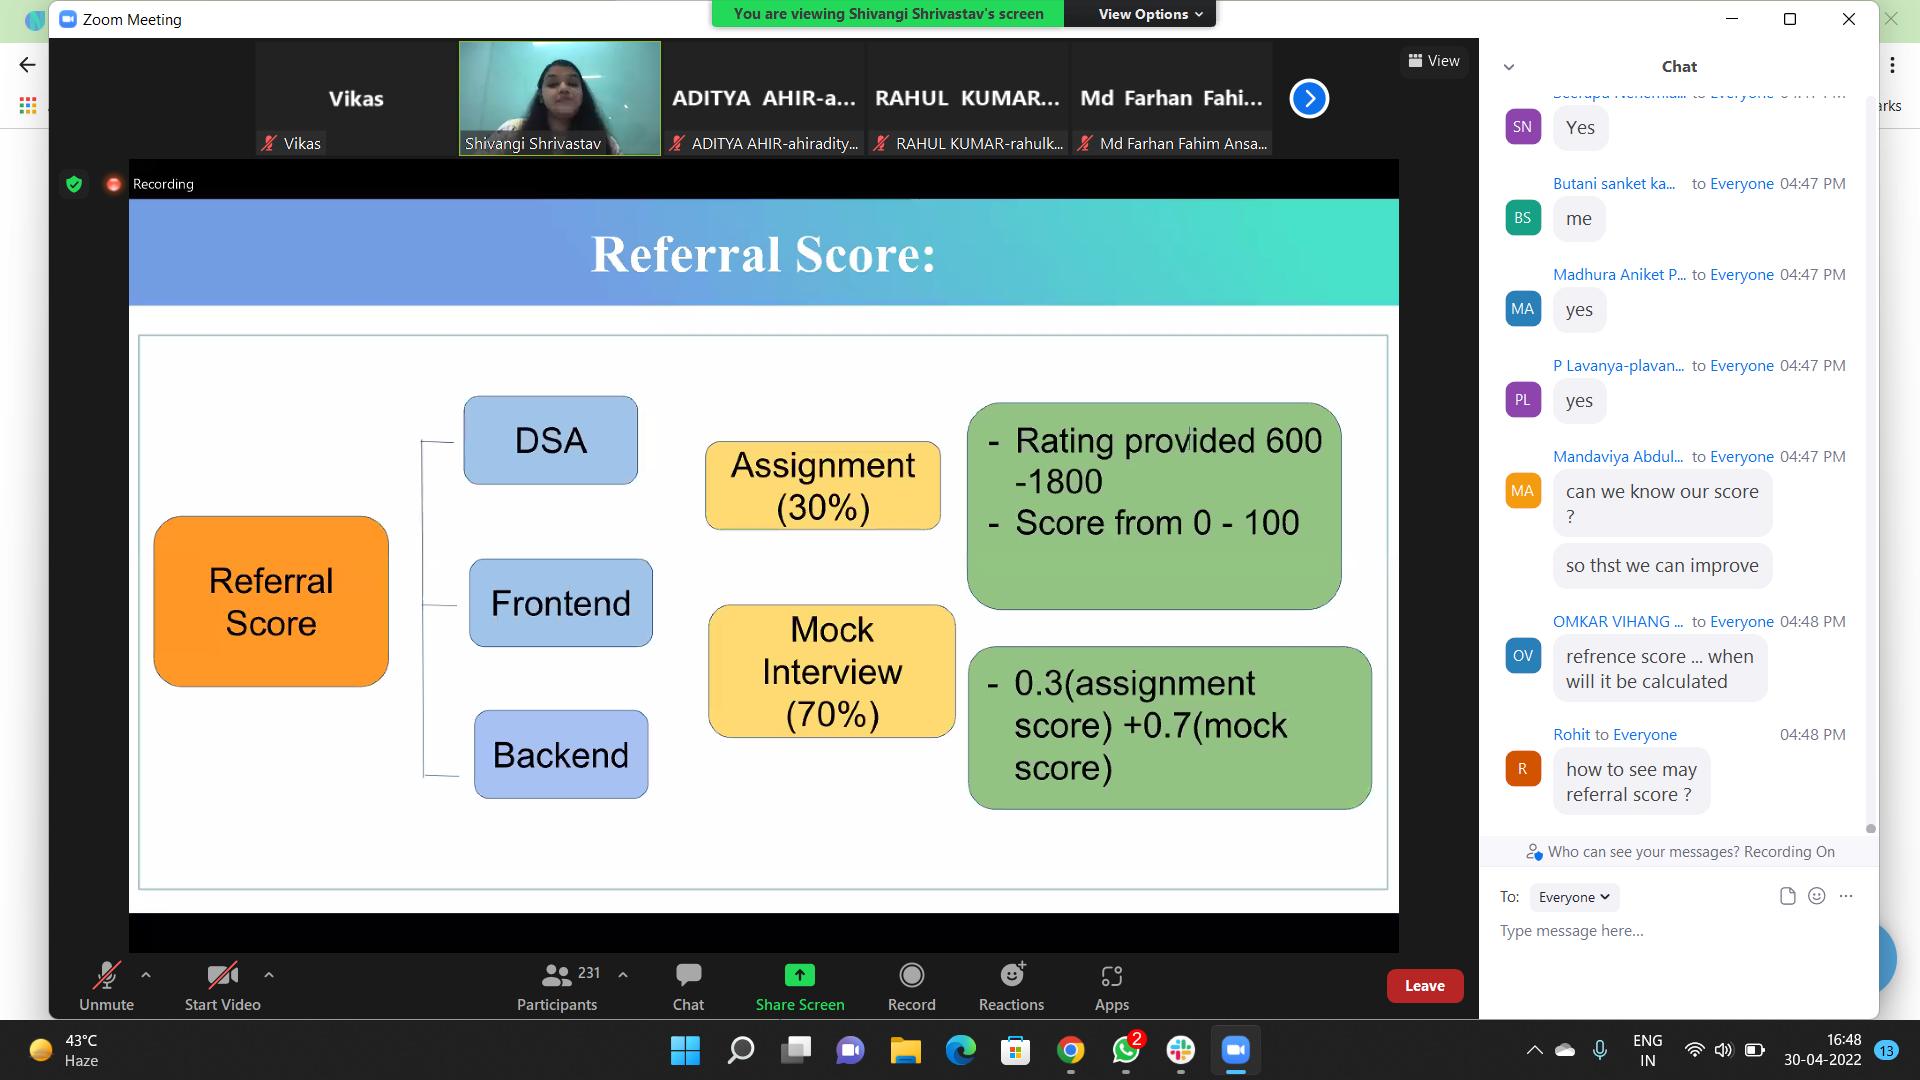 Zoom Meeting
You are viewing Shivangi Shrivastav's screen
View Options
View
Vikas
ADITYA AHIR-a...
RAHUL KUMAR...
Md Farhan Fahi...
Vikas
Shivangi Shrivastav
ADITYA AHIR-ahiradity...
RAHUL KUMAR-rahulk...
Md Farhan Fahim Ansa...
Recording
Referral Score:
Referral
Score
DSA
Frontend
Backend
Assignment
(30%)
Mock
Interview
(70%)
- Rating provided 600
-1800
- Score from 0 - 100
- 0.3(assignment
score) +0.7(mock
score)
Chat
arks
SN
Yes
Butani sanket ka... to Everyone 04:47 PM
BS
me
Madhura Aniket P... to Everyone 04:47 PM
MA
yes
P Lavanya-plavan... to Everyone 04:47 PM
PL
yes
Mandaviya Abdul... to Everyone 04:47 PM
MA
can we know our score
?
so thst we can improve
OMKAR VIHANG ... to Everyone 04:48 PM
OV
refrence score ... when
will it be calculated
Rohit to Everyone 04:48 PM
R
how to see may
referral score ?
Who can see your messages? Recording On
To: Everyone
Type message here...
Unmute
Start Video
231
Participants
Chat
Share Screen
Record
Reactions
Apps
Leave
43°C
Haze
2
ENG
IN
16:48
30-04-2022
13